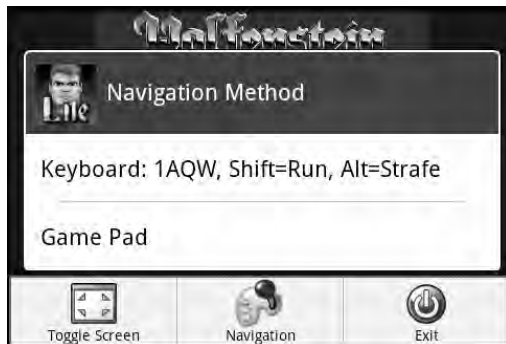 Wolfenstein
Lite
Navigation Method
Keyboard: 1AQW, Shift=Run, Alt=Strafe
Game Pad
Toggle Screen
Navigation
Exit